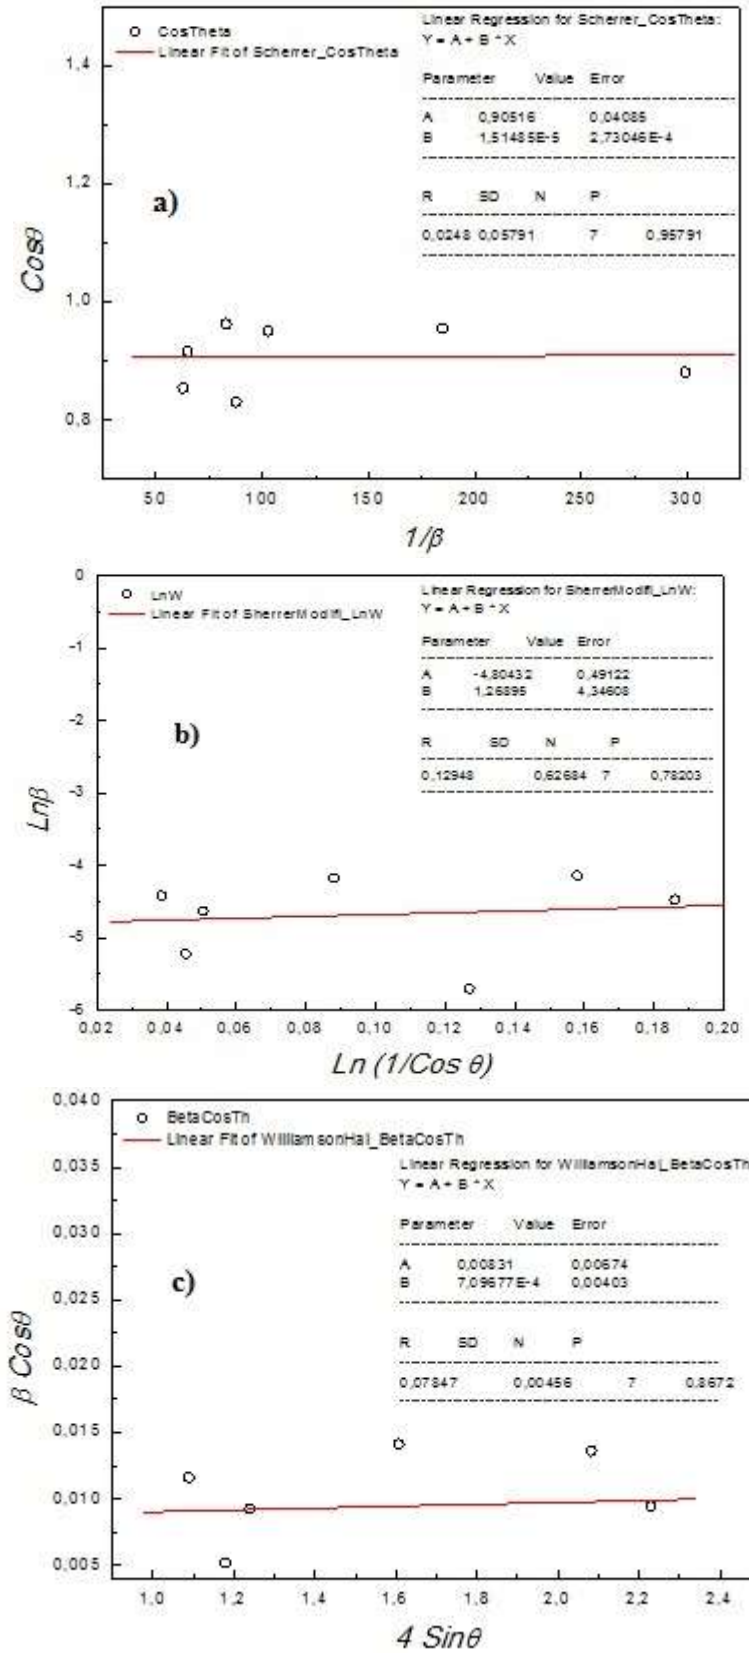 CosTheta
Linear Fit of Scherrer_CosTheta
Linear Regression for Scherrer_CosTheta:
Y = A + B * X
Parameter Value Error
A 0,90516 0,04085
B 1,51485E-5 2,73046E-4
R SD N P
0,0248 0,05791 7 0,95791
a)
1,4
1,2
1,0
0,8
Cosθ
50 100 150 200 250 300
1/β
LnW
Linear Fit of SherrerModifi_LnW
Linear Regression for SherrerModifi_LnW:
Y = A + B * X
Parameter Value Error
A -4,80432 0,49122
B 1,26895 4,34608
R SD N P
0,12948 0,62684 7 0,78203
b)
0
-1
-2
-3
-4
-5
-6
Lnβ
0,02 0,04 0,06 0,08 0,10 0,12 0,14 0,16 0,18 0,20
Ln (1/Cos θ)
BetaCosTh
Linear Fit of WilliamsonHal_BetaCosTh
Linear Regression for WilliamsonHal_BetaCosTh
Y = A + B * X
Parameter Value Error
A 0,00831 0,00674
B 7,09677E-4 0,00403
R SD N P
0,07847 0,00456 7 0,8672
c)
0,040
0,035
0,030
0,025
0,020
0,015
0,010
0,005
β Cosθ
1,0 1,2 1,4 1,6 1,8 2,0 2,2 2,4
4 Sinθ